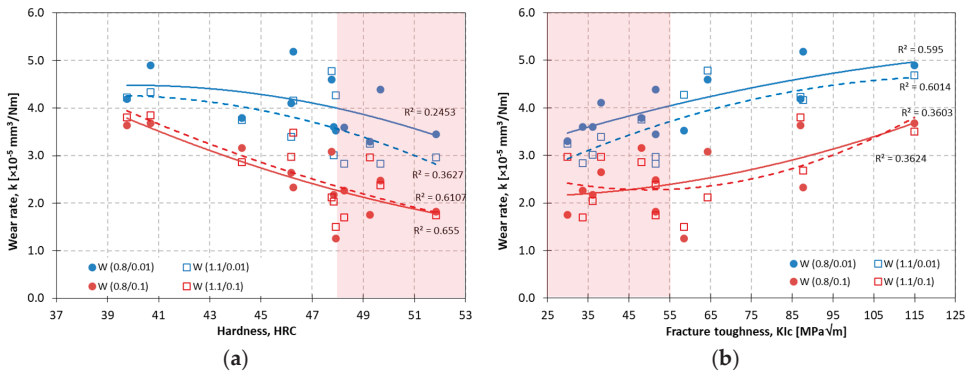 6.0
5.0
4.0
3.0
2.0
1.0
0.0
Wear rate, k [×10⁻⁵ mm³/Nm]
R² = 0.2453
R² = 0.3627
R² = 0.6107
R² = 0.655
W (0.8/0.01) W (1.1/0.01)
W (0.8/0.1) W (1.1/0.1)
37 39 41 43 45 47 49 51 53
Hardness, HRC
(a)
6.0
5.0
4.0
3.0
2.0
1.0
0.0
Wear rate, k [×10⁻⁵ mm³/Nm]
R² = 0.595
R² = 0.6014
R² = 0.3603
R² = 0.3624
W (0.8/0.01) W (1.1/0.01)
W (0.8/0.1) W (1.1/0.1)
25 35 45 55 65 75 85 95 105 115 125
Fracture toughness, KIc [MPa√m]
(b)